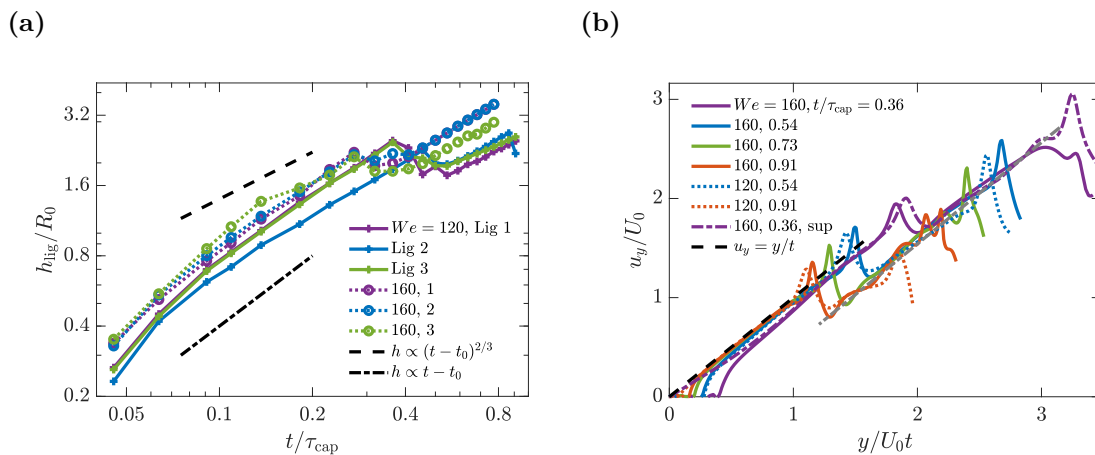 (a)
h_lig/R_0
3.2
1.6
0.8
0.4
0.2
0.05
0.1
0.2
0.4
0.8
t/τ_cap
We = 120, Lig 1
Lig 2
Lig 3
160, 1
160, 2
160, 3
h ∝ (t − t_0)^{2/3}
h ∝ t − t_0
(b)
u_y/U_0
3
2
1
0
0
1
2
3
y/U_0t
We = 160, t/τ_cap = 0.36
160, 0.54
160, 0.73
160, 0.91
120, 0.54
120, 0.91
160, 0.36, sup
u_y = y/t